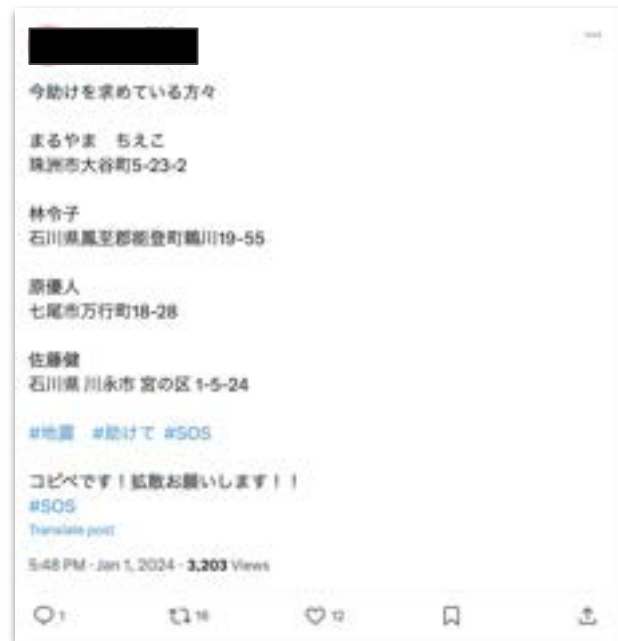 今助けを求めている方々
まるやま　ちえこ
珠洲市大谷町5-23-2
林令子
石川県鳳至郡能登町鵜川19-55
原優人
七尾市万行町18-28
佐藤健
石川県 川永市 宮の区 1-5-24
#地震　#助けて #SOS
コピペです！拡散お願いします！！
#SOS
Translate post
5:48 PM · Jan 1, 2024 · 3,203 Views
1 16 12